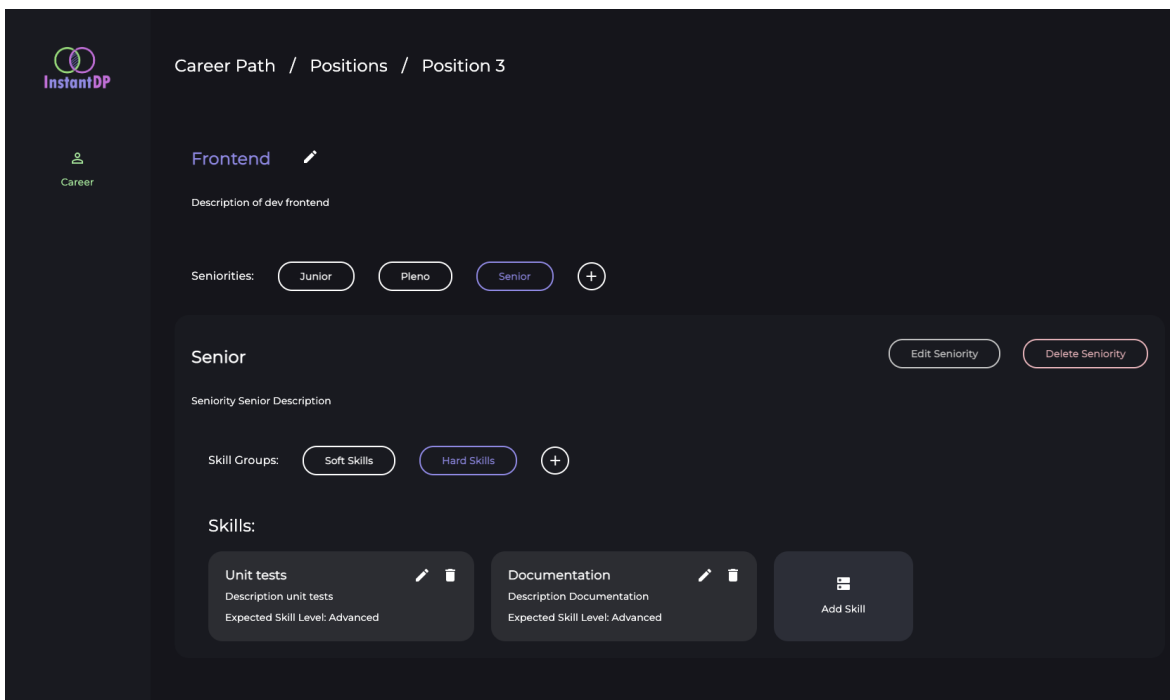 InstantDP
Career
Career Path / Positions / Position 3
Frontend
Description of dev frontend
Seniorities: Junior Pleno Senior
Senior Edit Seniority Delete Seniority
Seniority Senior Description
Skill Groups: Soft Skills Hard Skills
Skills:
Unit tests
Description unit tests
Expected Skill Level: Advanced
Documentation
Description Documentation
Expected Skill Level: Advanced
Add Skill